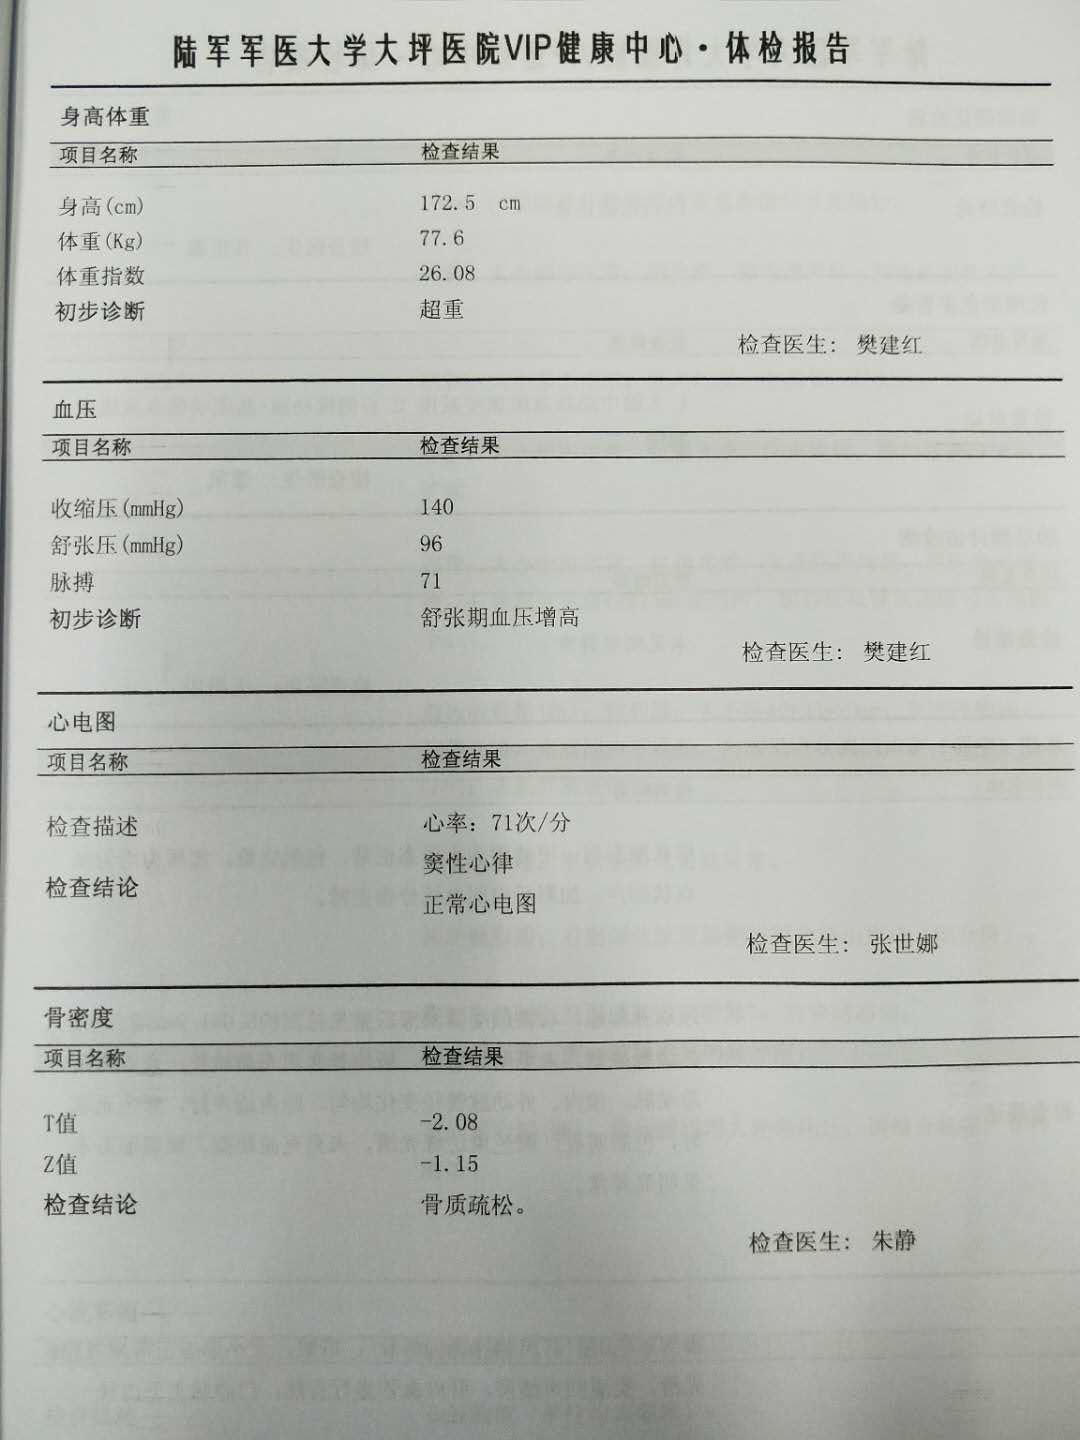 陆军军医大学大坪医院VIP健康中心·体检报告
身高体重
项目名称 检查结果
身高(cm) 172.5 cm
体重(Kg) 77.6
体重指数 26.08
初步诊断 超重
检查医生： 樊建红
血压
项目名称 检查结果
收缩压(mmHg) 140
舒张压(mmHg) 96
脉搏 71
初步诊断 舒张期血压增高
检查医生： 樊建红
心电图
项目名称 检查结果
检查描述 心率：71次/分
窦性心律
检查结论
正常心电图
检查医生： 张世娜
骨密度
项目名称 检查结果
T值 -2.08
Z值 -1.15
检查结论 骨质疏松。
检查医生： 朱静